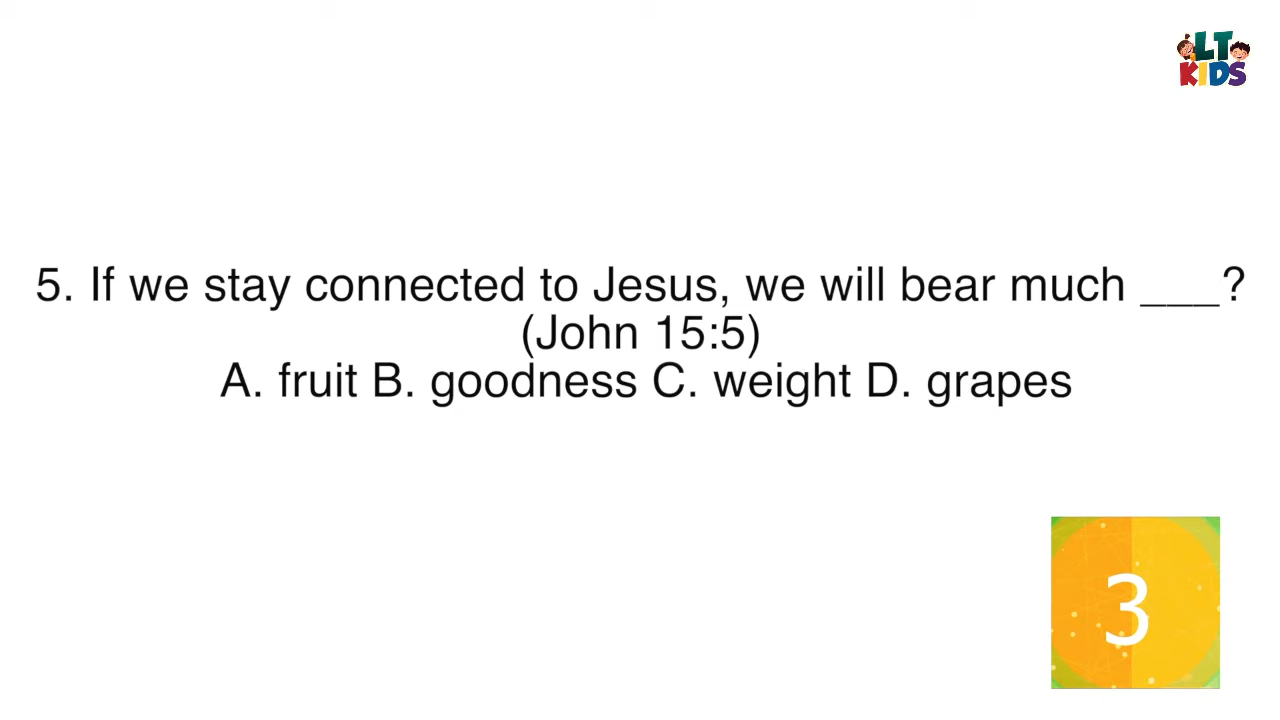 LT
KIDS
5. If we stay connected to Jesus, we will bear much ___?
(John 15:5)
A. fruit B. goodness C. weight D. grapes
3